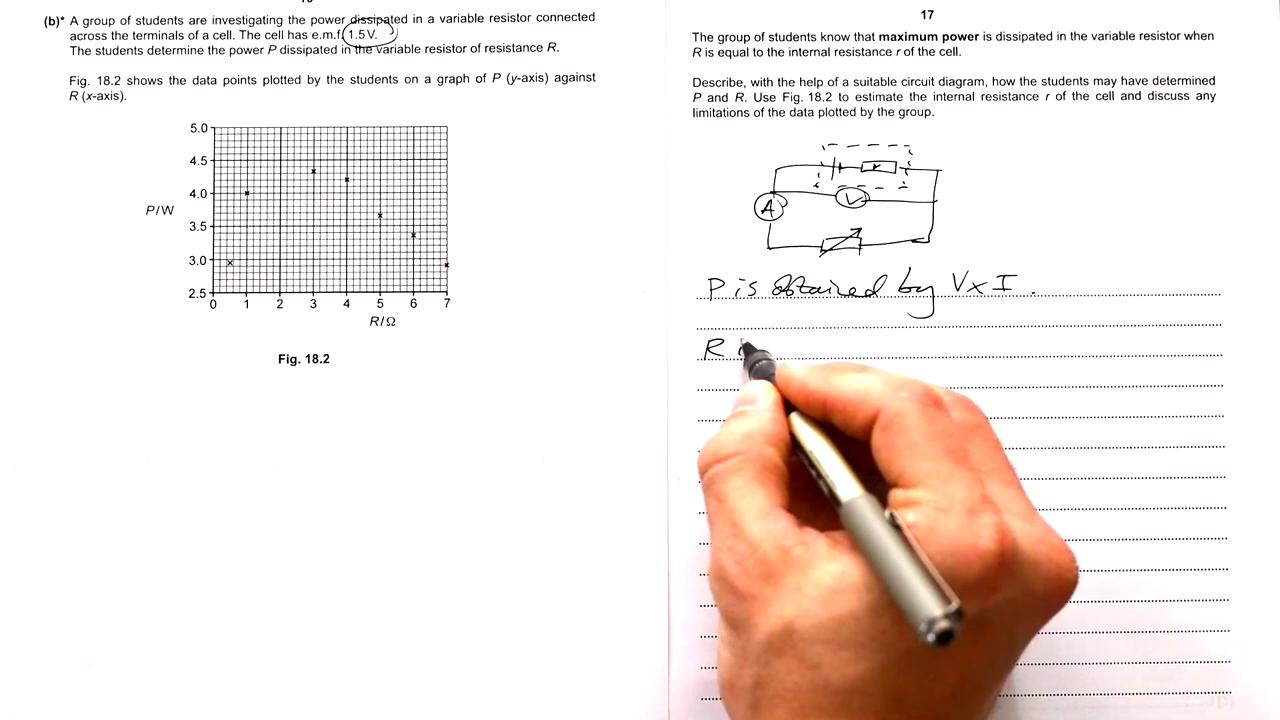 (b)* A group of students are investigating the power dissipated in a variable resistor connected
across the terminals of a cell. The cell has e.m.f. 1.5V.
The students determine the power P dissipated in the variable resistor of resistance R.
Fig. 18.2 shows the data points plotted by the students on a graph of P (y-axis) against
R (x-axis).
5.0
4.5
4.0
P/W
3.5
3.0
2.5
0 1 2 3 4 5 6 7
R/Ω
Fig. 18.2
17
The group of students know that maximum power is dissipated in the variable resistor when
R is equal to the internal resistance r of the cell.
Describe, with the help of a suitable circuit diagram, how the students may have determined
P and R. Use Fig. 18.2 to estimate the internal resistance r of the cell and discuss any
limitations of the data plotted by the group.
r
V
A
P is obtained by V x I.
R